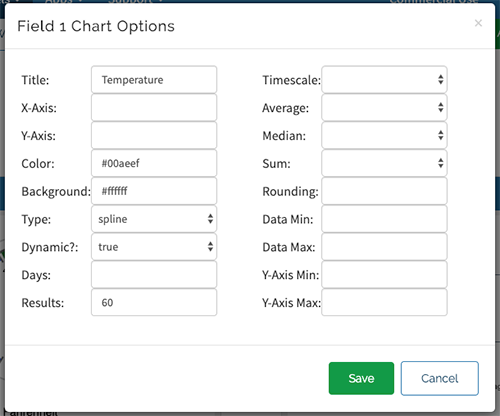 Field 1 Chart Options ×
Title: Temperature
X-Axis:
Y-Axis:
Color: #00aeef
Background: #ffffff
Type: spline
Dynamic?: true
Days:
Results: 60
Timescale:
Average:
Median:
Sum:
Rounding:
Data Min:
Data Max:
Y-Axis Min:
Y-Axis Max:
Save Cancel